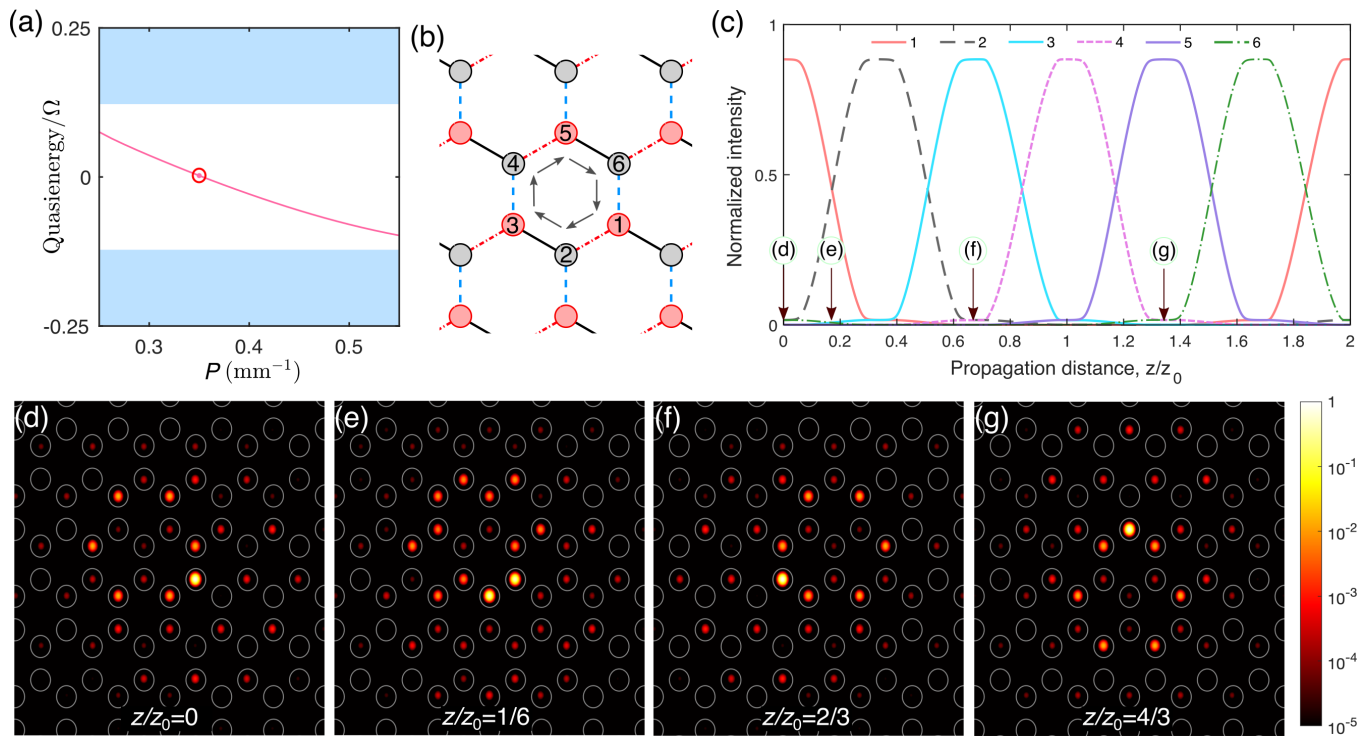 (a)
0.25
0
-0.25
Quasienergy/Ω
0.3 0.4 0.5
P (mm⁻¹)
(b)
5
4 6
3 1
2
(c)
1 2 3 4 5 6
1
0.5
0
Normalized intensity
(d) (e) (f) (g)
0 0.2 0.4 0.6 0.8 1 1.2 1.4 1.6 1.8 2
Propagation distance, z/z₀
(d)
z/z₀=0
(e)
z/z₀=1/6
(f)
z/z₀=2/3
(g)
z/z₀=4/3
1
10⁻¹
10⁻²
10⁻³
10⁻⁴
10⁻⁵